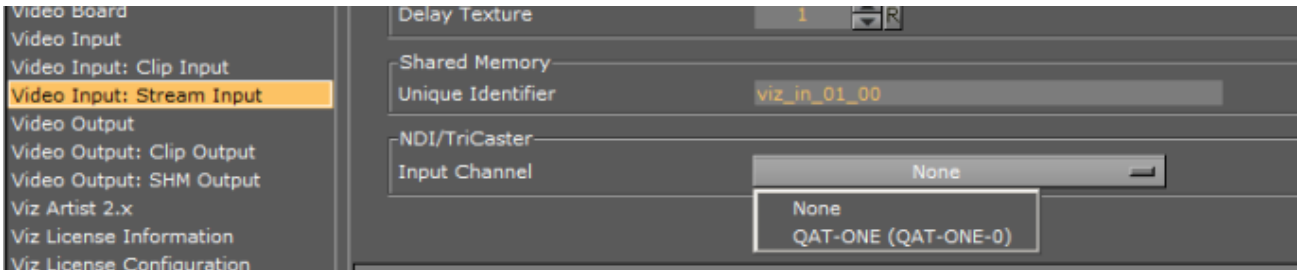 Video Board
Video Input
Video Input: Clip Input
Video Input: Stream Input
Video Output
Video Output: Clip Output
Video Output: SHM Output
Viz Artist 2.x
Viz License Information
Viz License Configuration
Delay Texture 1 R
Shared Memory
Unique Identifier viz_in_01_00
NDI/TriCaster
Input Channel None
None
QAT-ONE (QAT-ONE-0)